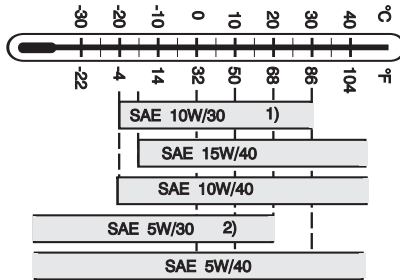 -30 -20 -10 0 10 20 30 40 °C
-22 -4 14 32 50 68 86 104 °F
SAE 10W/30 1)
SAE 15W/40
SAE 10W/40
SAE 5W/30 2)
SAE 5W/40